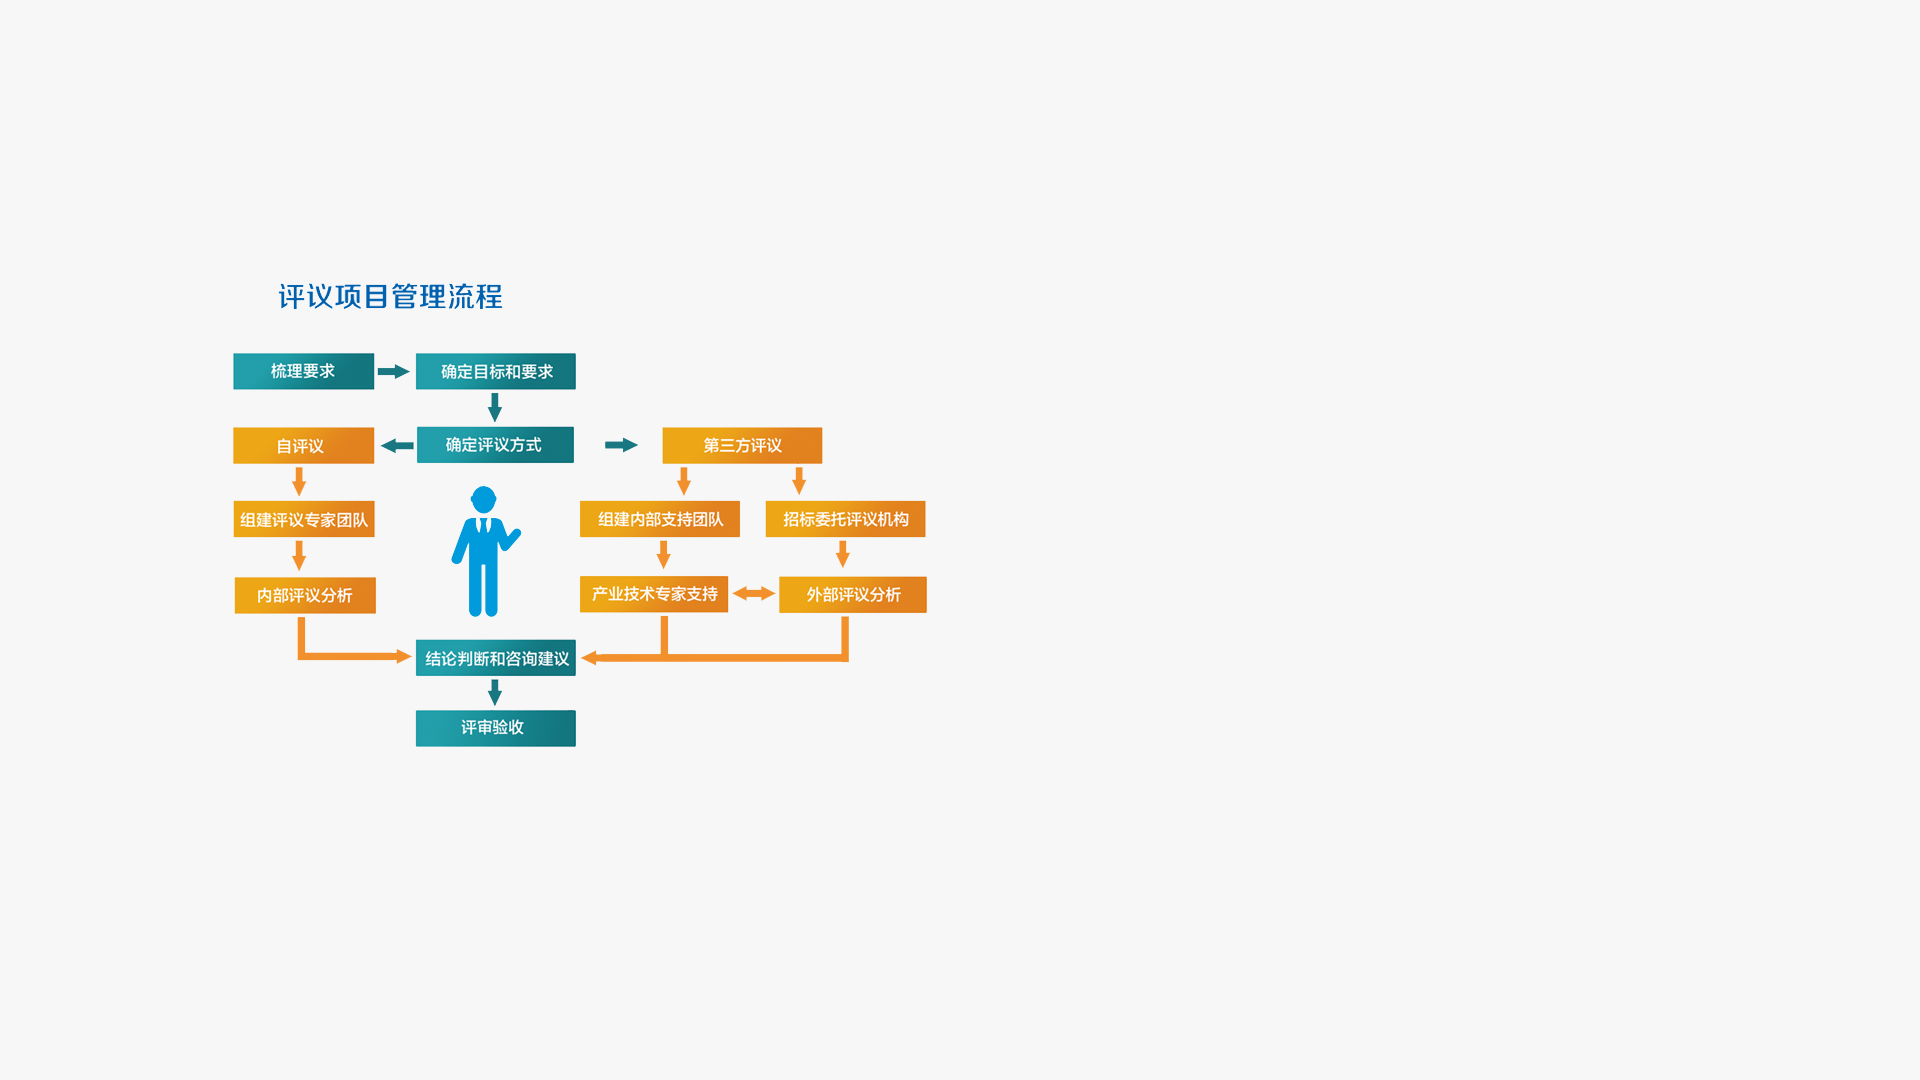 评议项目管理流程
梳理要求
确定目标和要求
自评议
确定评议方式
第三方评议
组建评议专家团队
组建内部支持团队
招标委托评议机构
内部评议分析
产业技术专家支持
外部评议分析
结论判断和咨询建议
评审验收